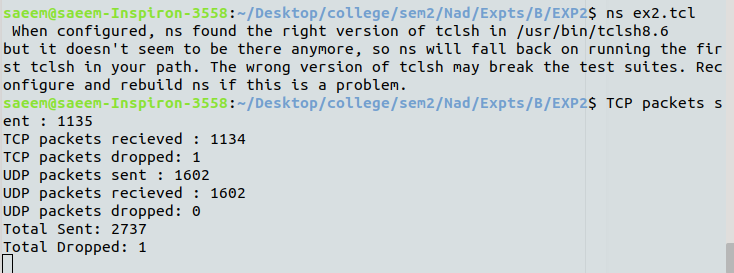 saeem@saeem-Inspiron-3558:~/Desktop/college/sem2/Nad/Expts/B/EXP2$ ns ex2.tcl
 When configured, ns found the right version of tclsh in /usr/bin/tclsh8.6
but it doesn't seem to be there anymore, so ns will fall back on running the fir
st tclsh in your path. The wrong version of tclsh may break the test suites. Rec
onfigure and rebuild ns if this is a problem.
saeem@saeem-Inspiron-3558:~/Desktop/college/sem2/Nad/Expts/B/EXP2$ TCP packets s
ent : 1135
TCP packets recieved : 1134
TCP packets dropped: 1
UDP packets sent : 1602
UDP packets recieved : 1602
UDP packets dropped: 0
Total Sent: 2737
Total Dropped: 1